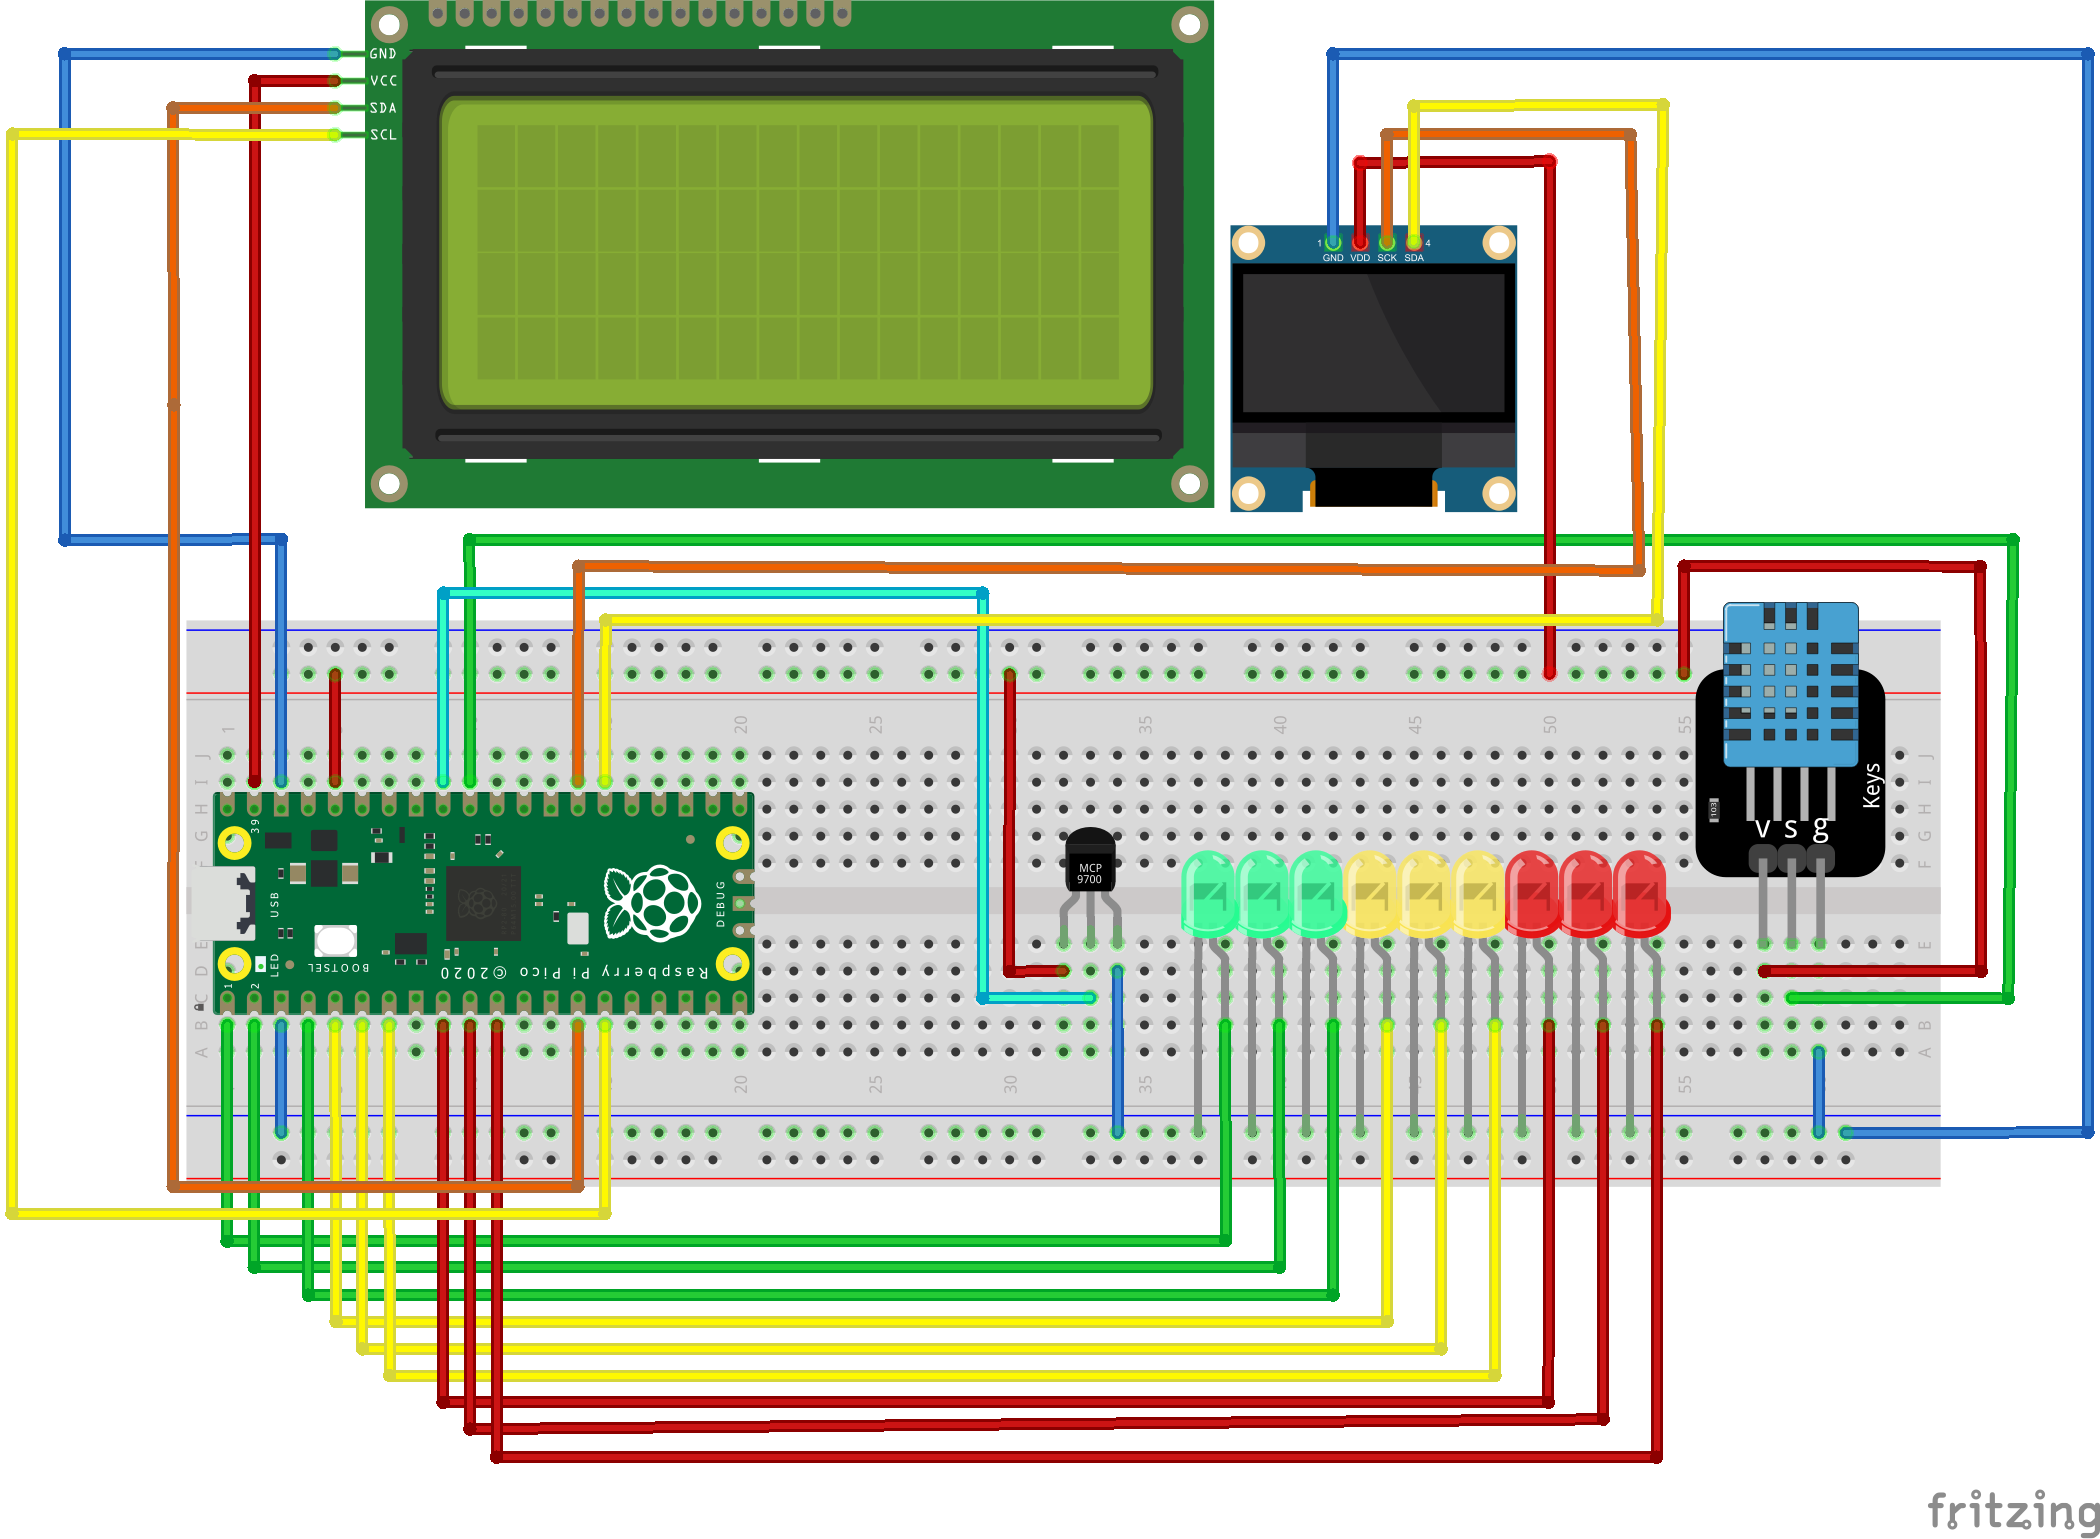 GND
VCC
SDA
SCL
1
4
GND VDD SCK SDA
1 20 25 35 40 45 50 55
J J
I I
H H
G G
F F
39
MCP
9700
103
V S g
Keys
USB
DEBUG
BOOTSEL
LED
Raspberry Pi Pico ©2020
1 2
E E
D D
C C
B B
A A
20 25 30 35 55
fritzing